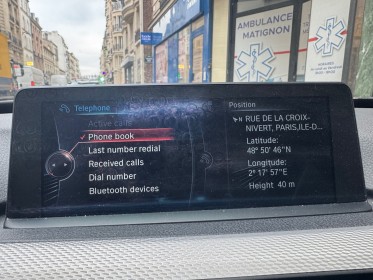 AMBULANCE
MATIGNON
Telephone
Active calls
Phone book
Last number redial
Received calls
Dial number
Bluetooth devices
Position
RUE DE LA CROIX-
NIVERT, PARIS,ILE-D...
Latitude:
48° 50' 46"N
Longitude:
2° 17' 57"E
Height 40 m